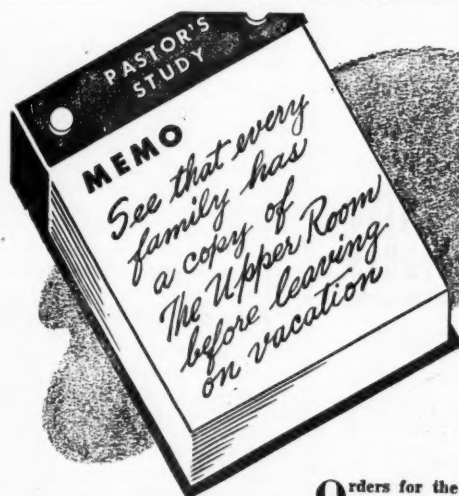 PASTOR'S
STUDY
MEMO
See that every
family has
a copy of
The Upper Room
before leaving
on vacation
Orders for the